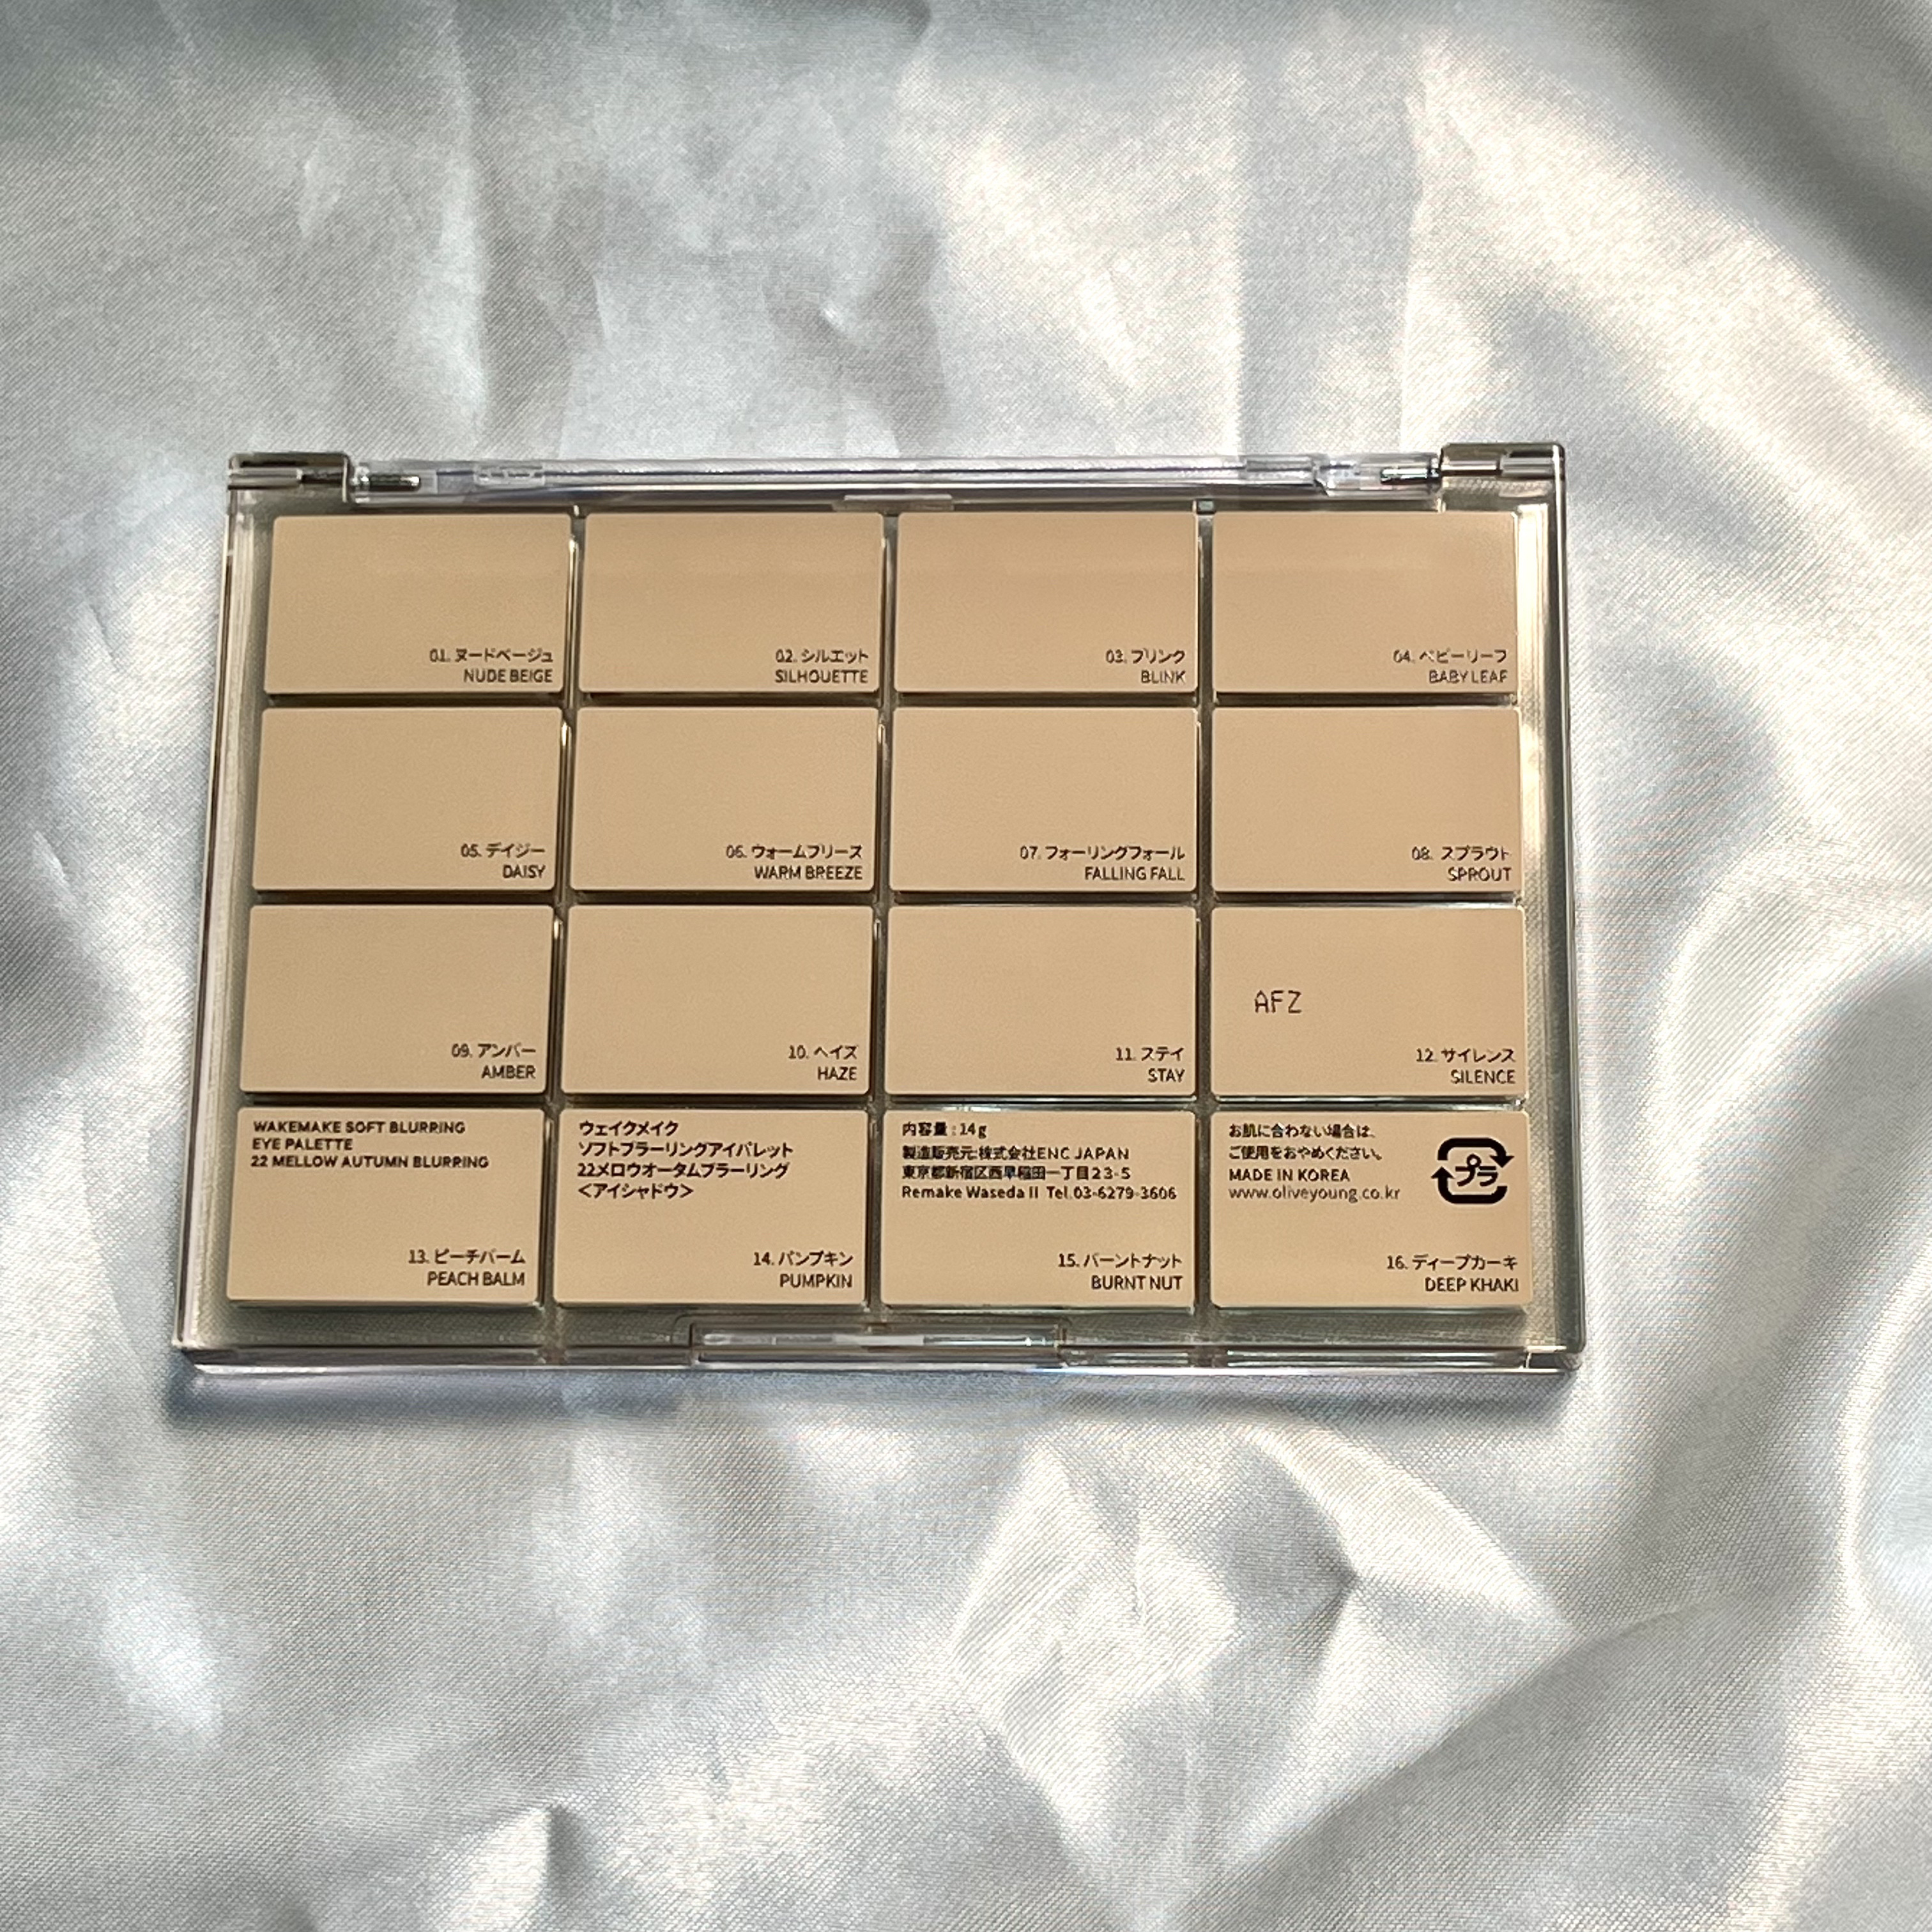 01. ヌードベージュ
NUDE BEIGE
02. シルエット
SILHOUETTE
03. ブリンク
BLINK
04. ベビーリーフ
BABY LEAF
05. デイジー
DAISY
06. ウォームブリーズ
WARM BREEZE
07. フォーリングフォール
FALLING FALL
08. スプラウト
SPROUT
09. アンバー
AMBER
10. ヘイズ
HAZE
11. ステイ
STAY
AFZ
12. サイレンス
SILENCE
WAKEMAKE SOFT BLURRING
EYE PALETTE
22 MELLOW AUTUMN BLURRING
13. ピーチバーム
PEACH BALM
ウェイクメイク
ソフトブラーリングアイパレット
22メロウオータムブラーリング
<アイシャドウ>
14. パンプキン
PUMPKIN
内容量:14g
製造販売元:株式会社ENC JAPAN
東京都新宿区西早稲田一丁目23-5
Remake Waseda II Tel.03-6279-3606
15. バーントナット
BURNT NUT
お肌に合わない場合は、
ご使用をおやめください。
MADE IN KOREA
www.oliveyoung.co.kr
プラ
16. ディープカーキ
DEEP KHAKI